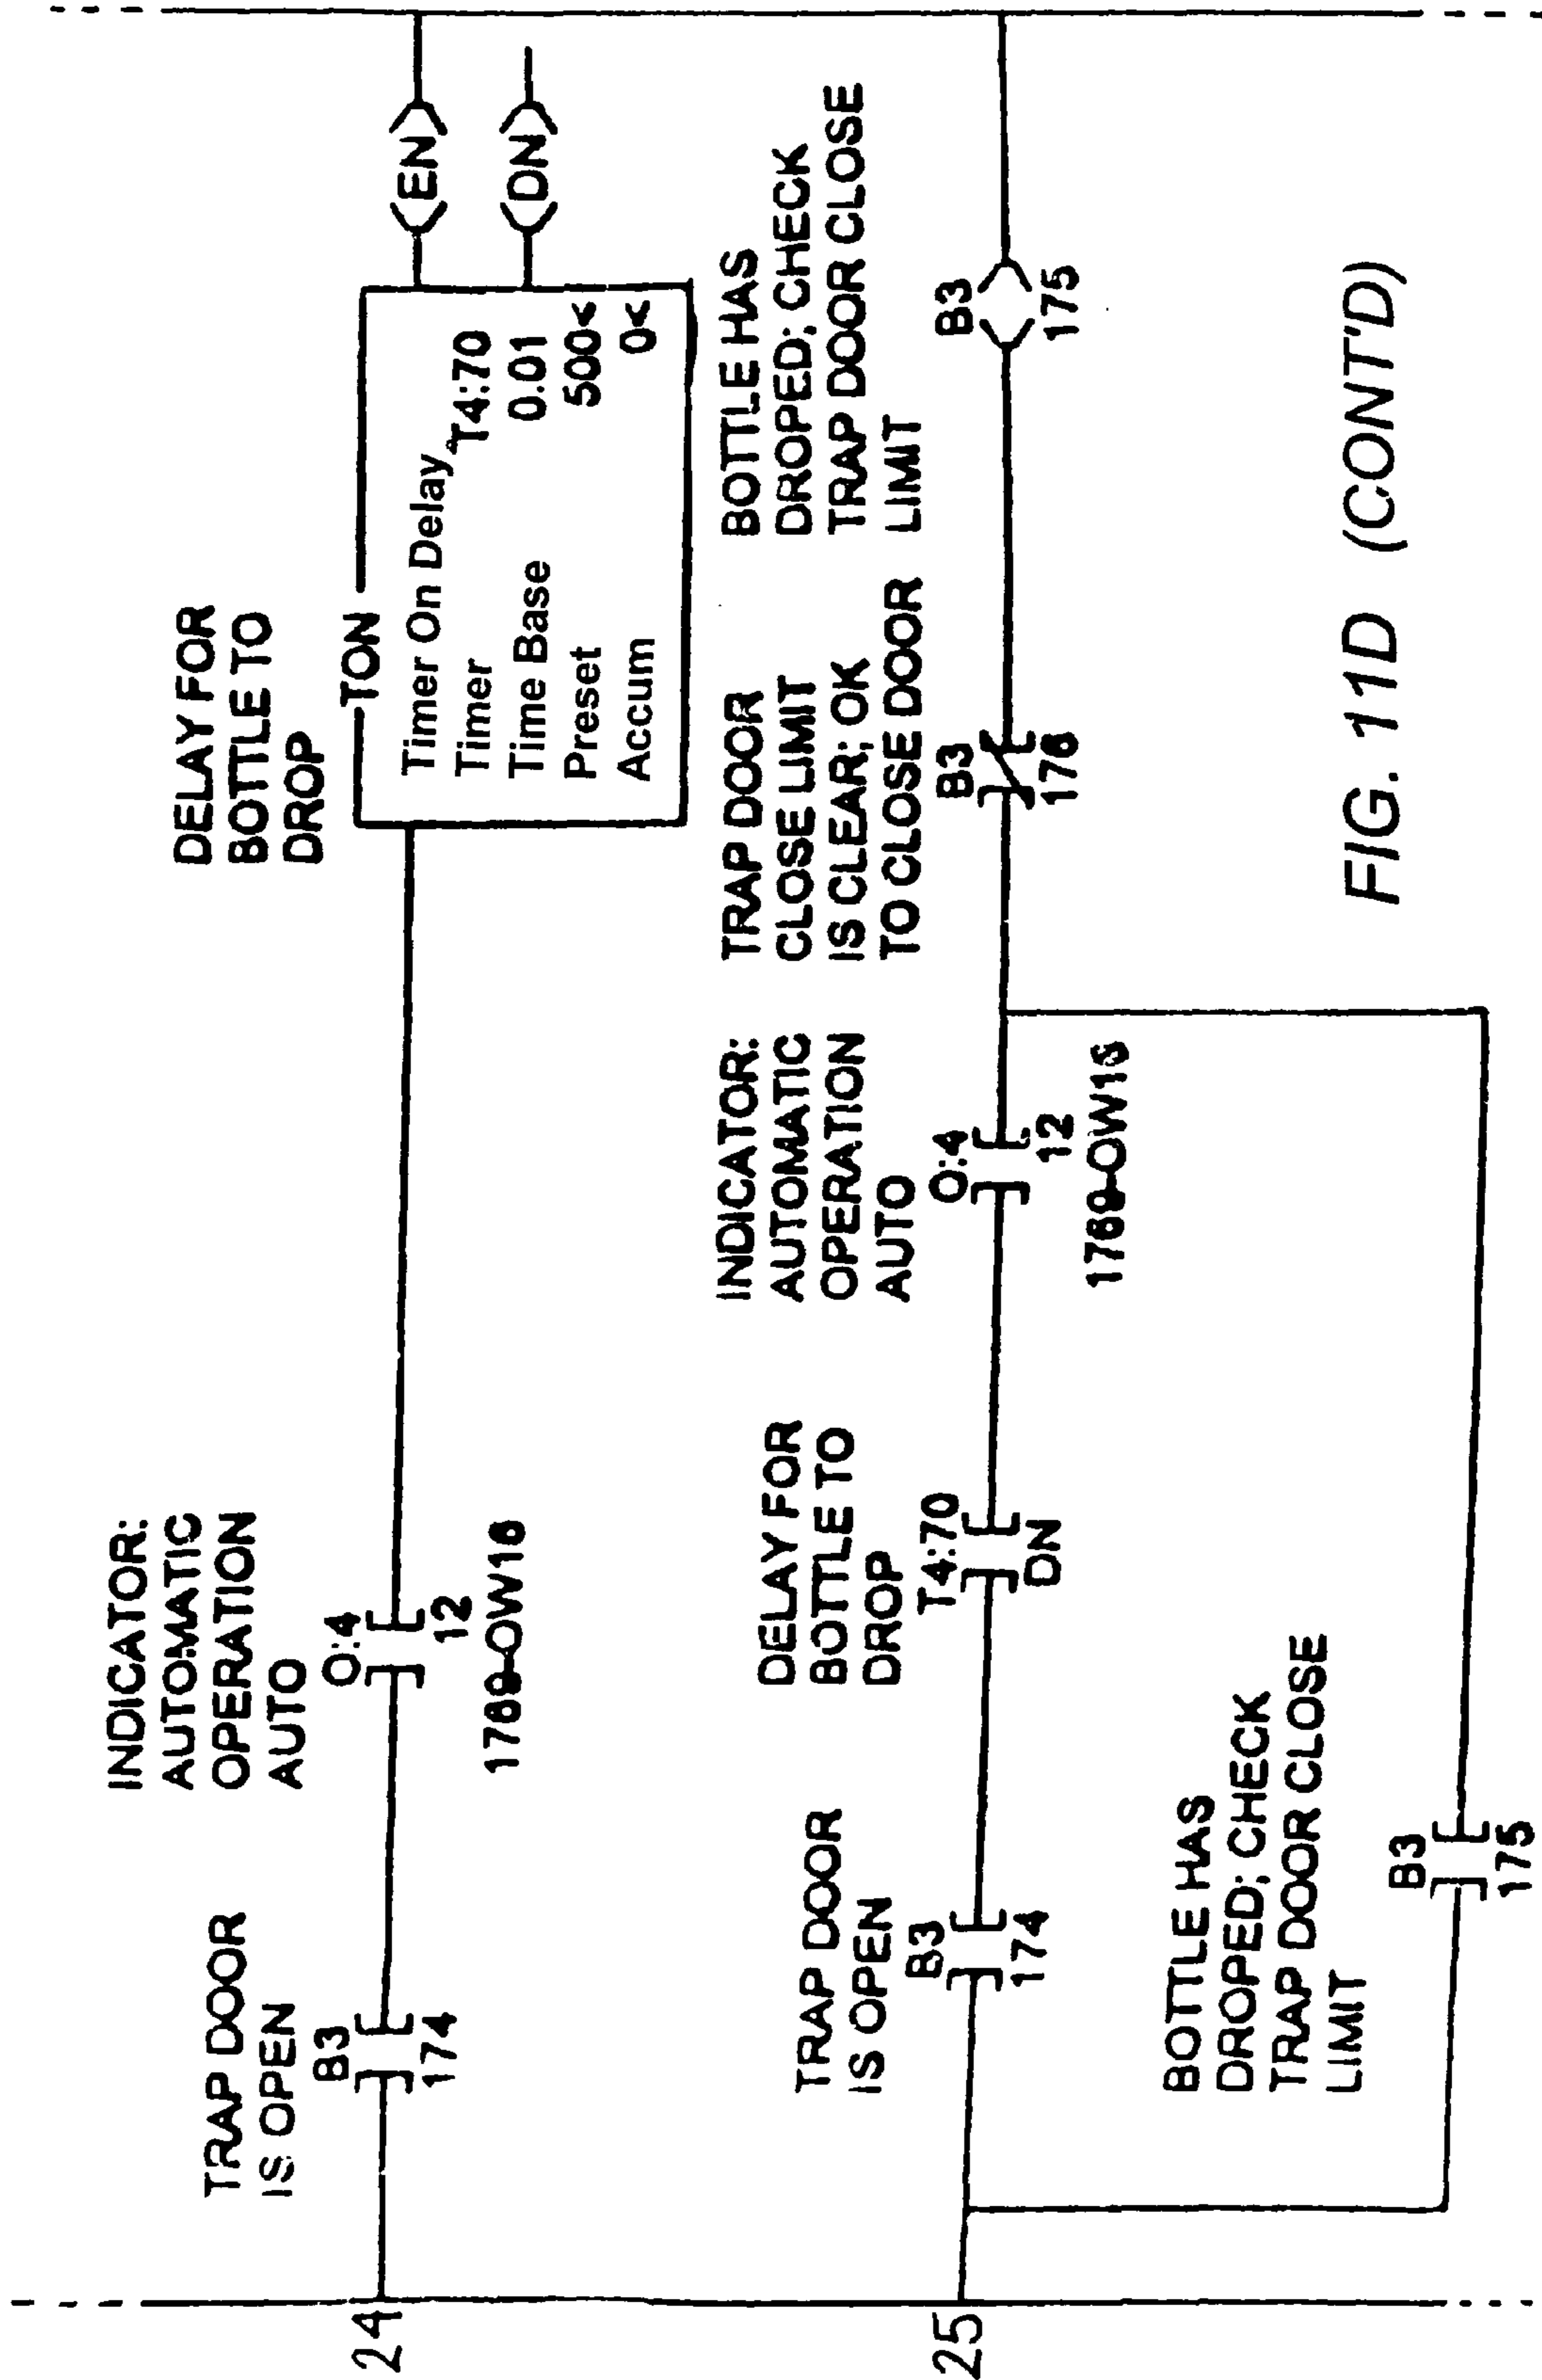 24
TRAP DOOR
IS OPEN
B3
174
INDICATOR:
AUTOMATIC
OPERATION
AUTO
O:4
12
1769-OW16
DELAY FOR
BOTTLE TO
DROP
TON
Timer On Delay
Timer T4:70
Time Base 0.01
Preset 500<
Accum 0<
EN
DN
25
TRAP DOOR
IS OPEN
B3
174
DELAY FOR
BOTTLE TO
DROP
T4:70
DN
INDICATOR:
AUTOMATIC
OPERATION
AUTO
O:4
12
1769-OW16
TRAP DOOR
CLOSE LIMIT
IS CLEAR; OK
TO CLOSE DOOR
B3
176
BOTTLE HAS
DROPED; CHECK
TRAP DOOR CLOSE
LIMIT
B3
175
BOTTLE HAS
DROPED; CHECK
TRAP DOOR CLOSE
LIMIT
B3
175
FIG. 11D (CONT'D)